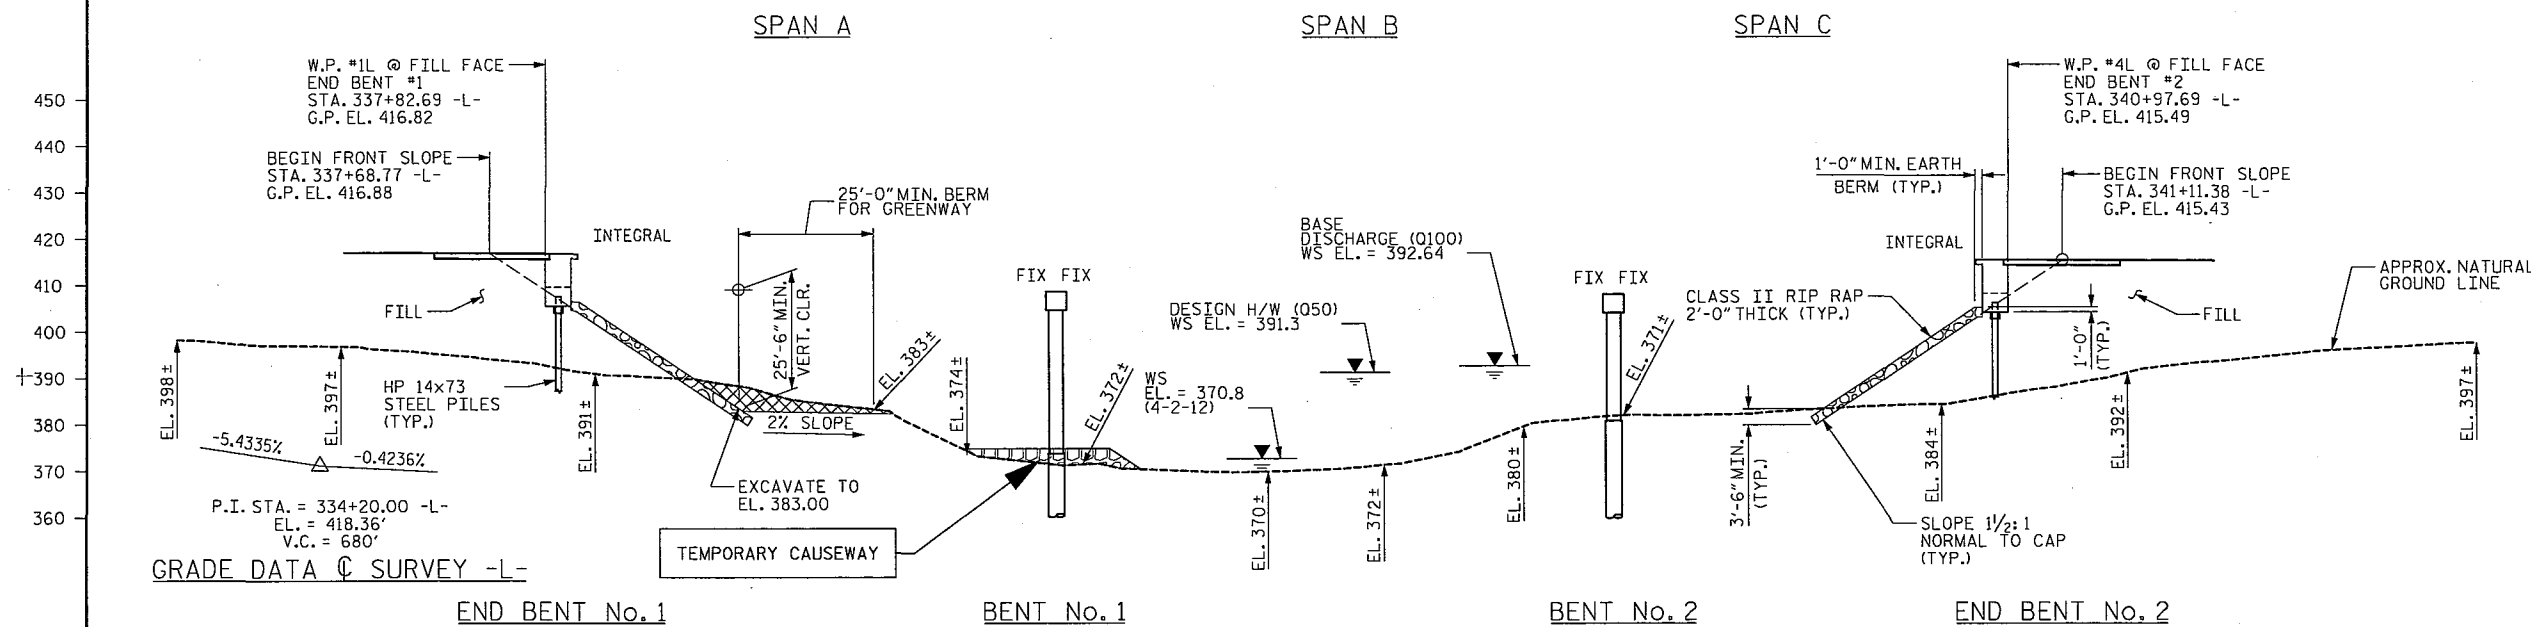 SPAN A
SPAN B
SPAN C
W.P. #1L @ FILL FACE
END BENT #1
STA. 337+82.69 -L-
G.P. EL. 416.82
BEGIN FRONT SLOPE
STA. 337+68.77 -L-
G.P. EL. 416.88
450
440
430
420
410
400
390
380
370
360
INTEGRAL
FILL
25'-0" MIN. BERM
FOR GREENWAY
25'-6" MIN.
VERT. CLR.
FIX FIX
BASE
DISCHARGE (Q100)
WS EL. = 392.64
DESIGN H/W (Q50)
WS EL. = 391.3
WS
EL. = 370.8
(4-2-12)
FIX FIX
W.P. #4L @ FILL FACE
END BENT #2
STA. 340+97.69 -L-
G.P. EL. 415.49
1'-0" MIN. EARTH
BERM (TYP.)
BEGIN FRONT SLOPE
STA. 341+11.38 -L-
G.P. EL. 415.43
INTEGRAL
CLASS II RIP RAP
2'-0" THICK (TYP.)
APPROX. NATURAL
GROUND LINE
FILL
1'-0"
(TYP.)
EL. 398±
EL. 397±
HP 14x73
STEEL PILES
(TYP.)
EL. 391±
EL. 383±
2% SLOPE
EXCAVATE TO
EL. 383.00
EL. 374±
EL. 372±
EL. 370±
EL. 372±
EL. 380±
EL. 371±
3'-6" MIN.
(TYP.)
EL. 384±
EL. 392±
EL. 397±
SLOPE 1 1/2:1
NORMAL TO CAP
(TYP.)
TEMPORARY CAUSEWAY
-5.4335%
-0.4236%
P.I. STA. = 334+20.00 -L-
EL. = 418.36'
V.C. = 680'
GRADE DATA ℄ SURVEY -L-
END BENT No. 1
BENT No. 1
BENT No. 2
END BENT No. 2